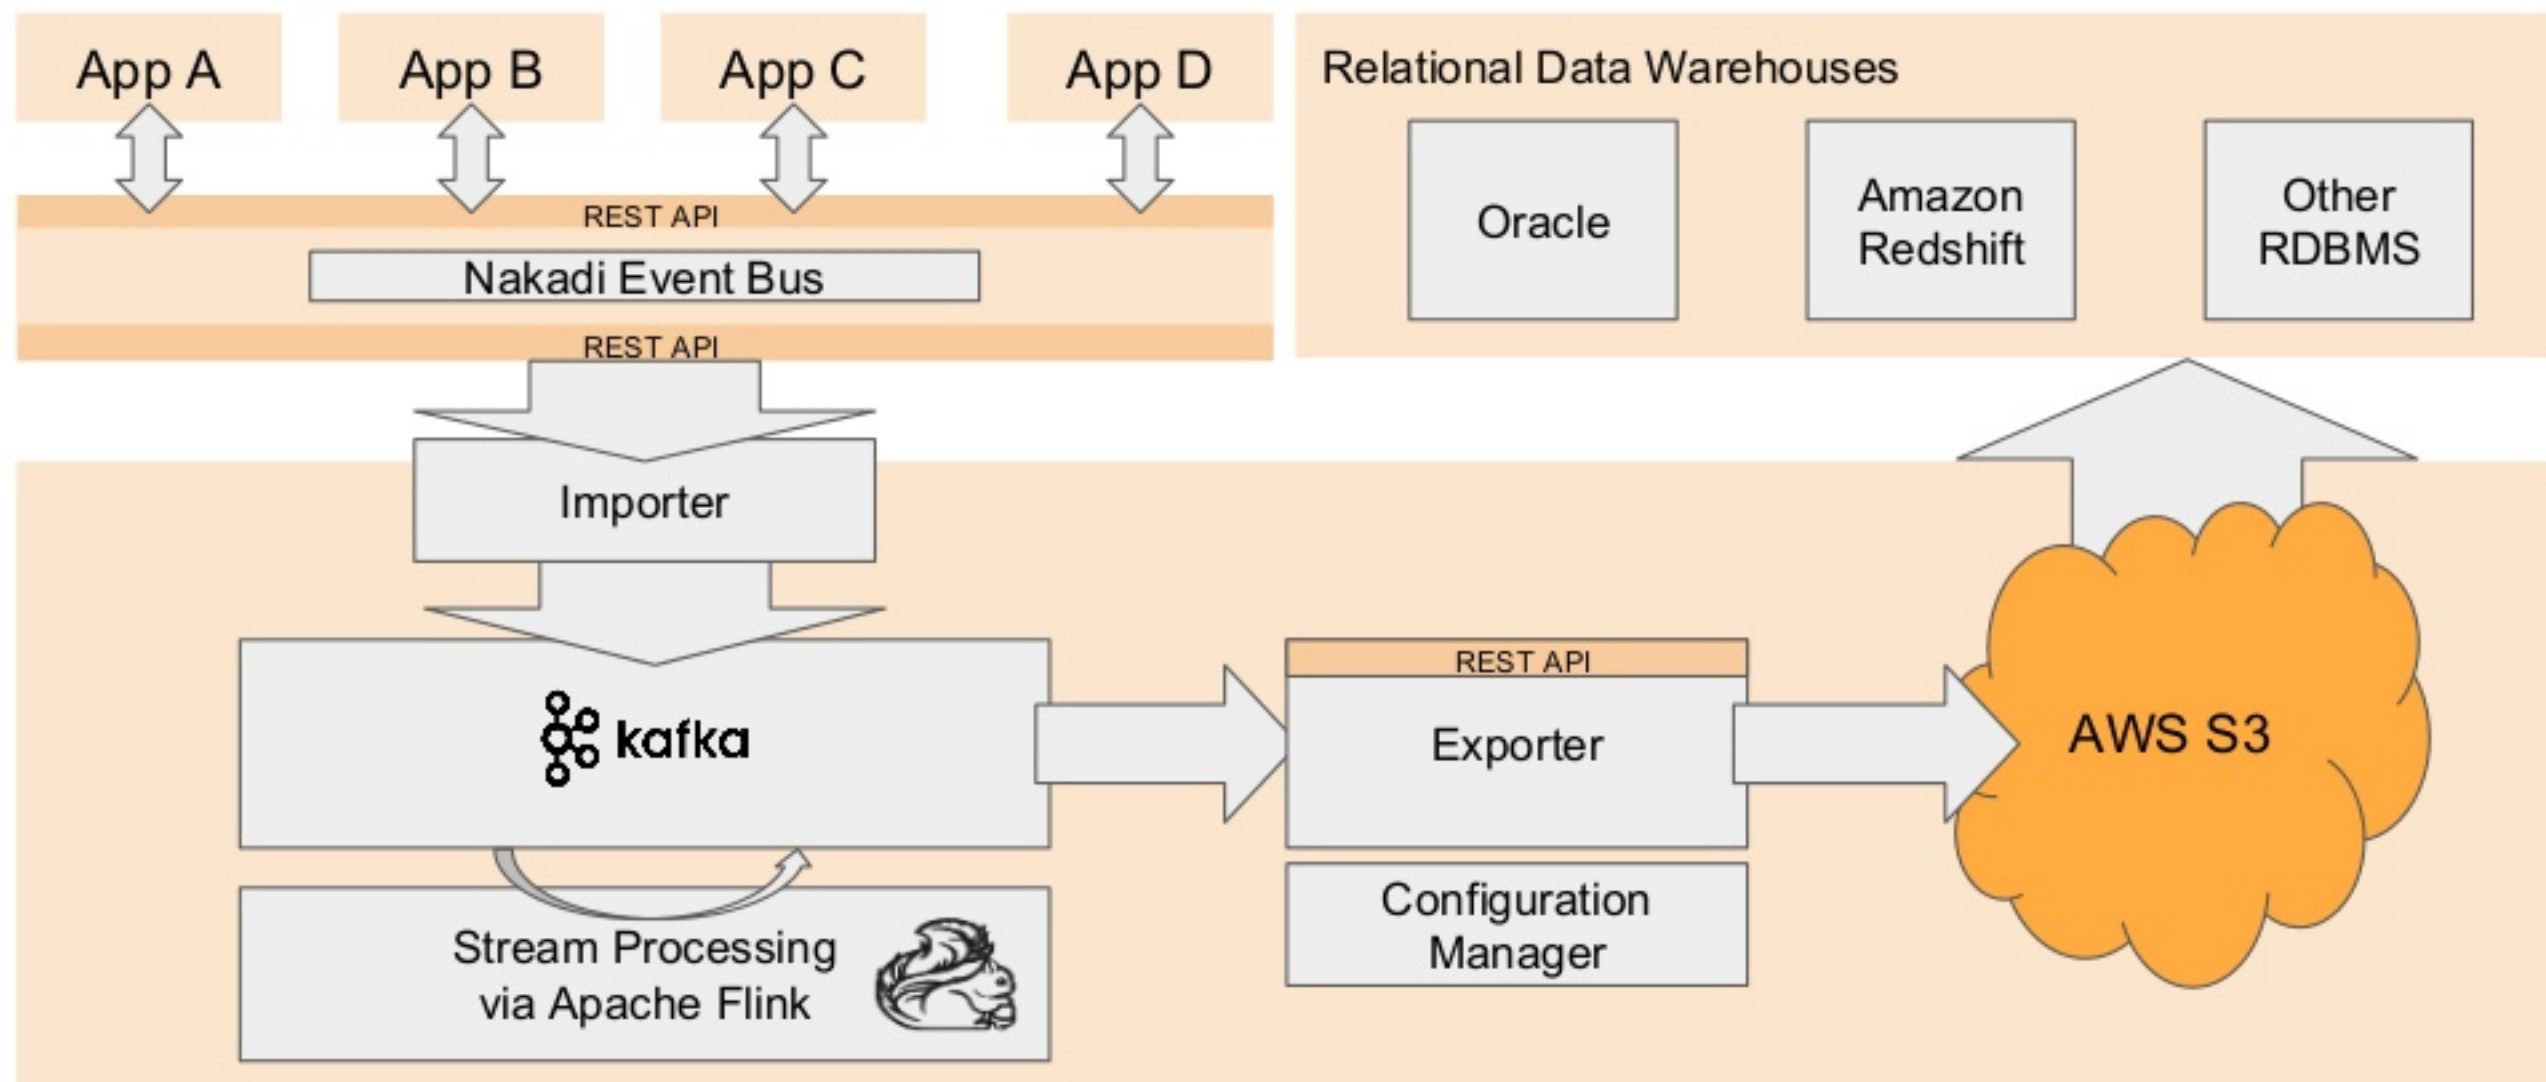 App A
App B
App C
App D
REST API
Nakadi Event Bus
REST API
Relational Data Warehouses
Oracle
Amazon
Redshift
Other
RDBMS
Importer
kafka
REST API
Exporter
AWS S3
Configuration
Manager
Stream Processing
via Apache Flink